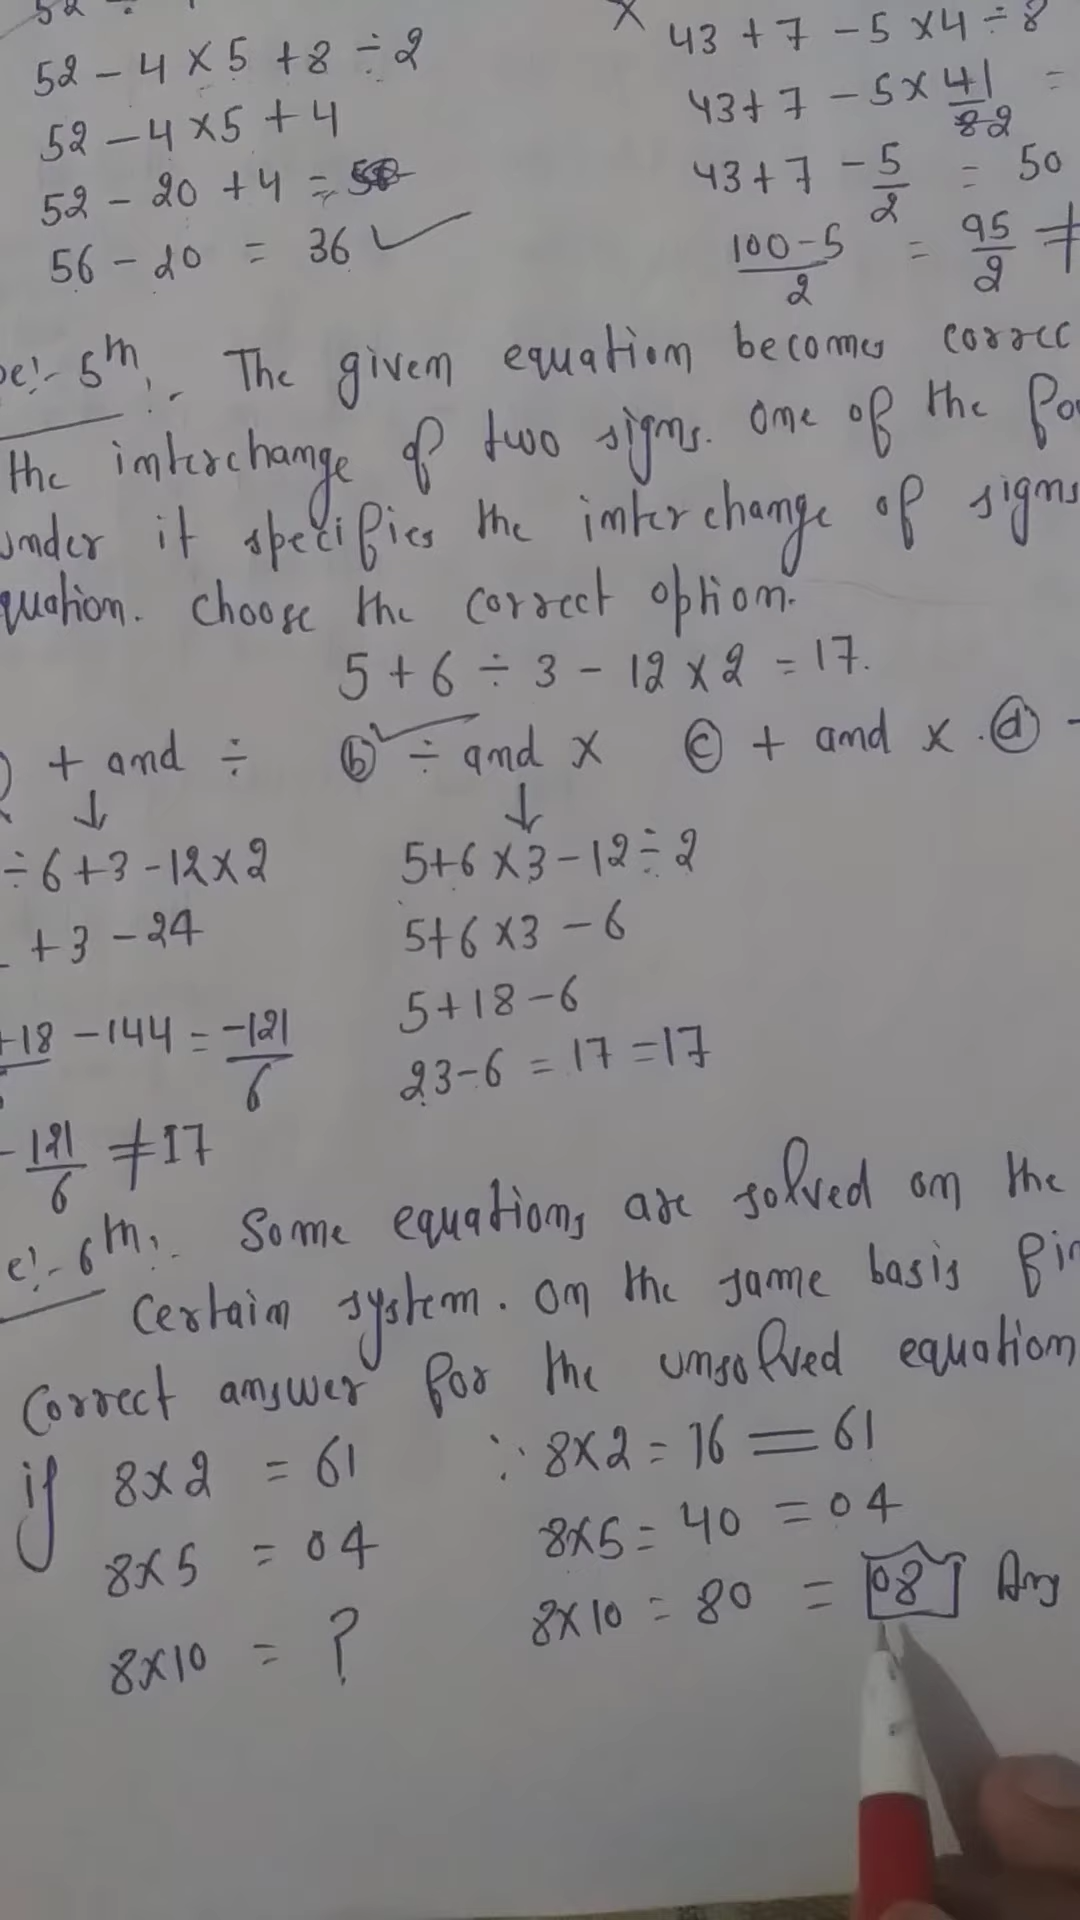 52 ÷
52 - 4 × 5 + 8 ÷ 2
52 - 4 × 5 + 4
52 - 20 + 4 =
56 - 20 = 36 ✓
× 43 + 7 - 5 × 4 ÷ 8
43 + 7 - 5 × 41/82 =
43 + 7 - 5/2 = 50
100 - 5/2 = 95/2 ≠
5th:- The given equation becomes correc
the interchange of two signs. One of the
under it specifies the interchange of signs
quation. Choose the correct option.
5 + 6 ÷ 3 - 12 × 2 = 17.
+ and ÷ ⓑ ✓ ÷ and × ⓒ + and × . ⓓ
↓ ↓
÷ 6 + 3 - 12 × 2
+ 3 - 24
+ 18 - 144 = -121/6
- 121/6 ≠ 17
5 + 6 × 3 - 12 ÷ 2
5 + 6 × 3 - 6
5 + 18 - 6
23 - 6 = 17 = 17
e:- 6th:- Some equations are solved on the
certain system. On the same basis
correct answer for the unsolved equation
if 8×2 = 61 ∵ 8×2 = 16 = 61
8×5 = 04 8×5 = 40 = 04
8×10 = ? 8×10 = 80 = 08 Ans